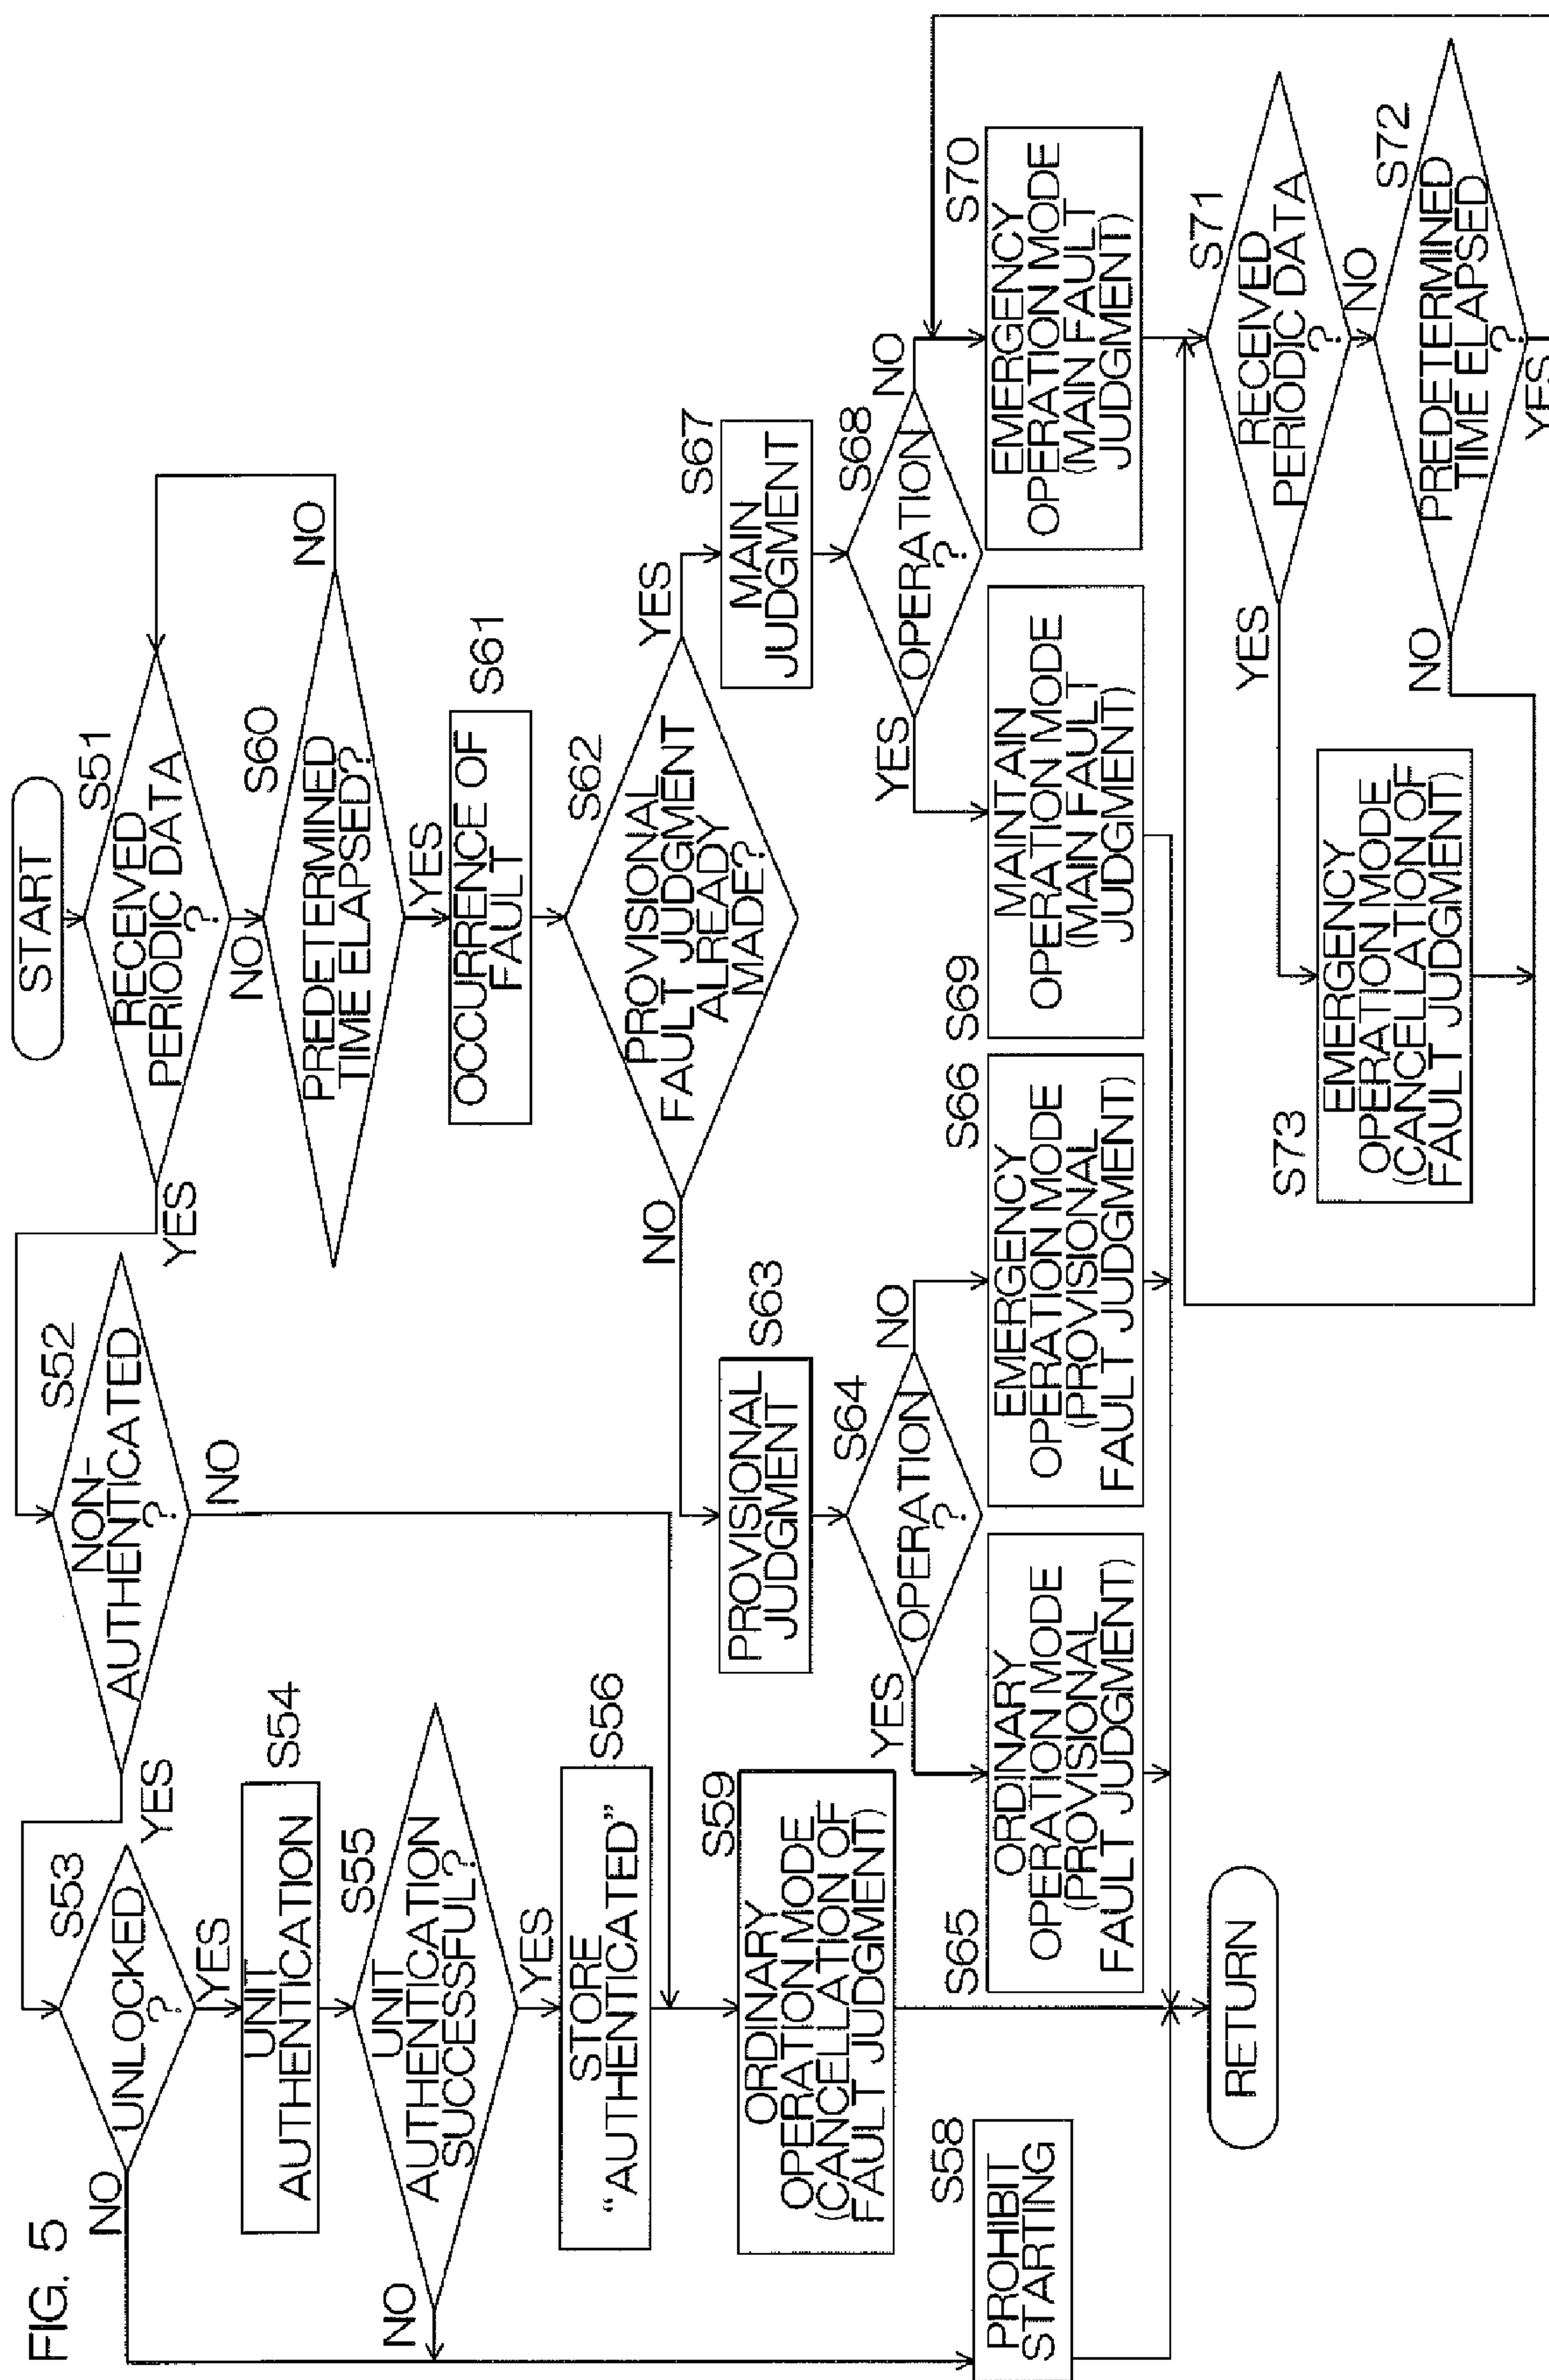 FIG. 5
START
S51
RECEIVED
PERIODIC DATA
?
YES
NO
S52
NON-
AUTHENTICATED
?
YES
NO
S53
UNLOCKED
?
NO
YES
S54
UNIT
AUTHENTICATION
S55
UNIT
AUTHENTICATION
SUCCESSFUL?
NO
YES
S56
STORE
"AUTHENTICATED"
S59
ORDINARY
OPERATION MODE
(CANCELLATION OF
FAULT JUDGMENT)
S58
PROHIBIT
STARTING
S60
PREDETERMINED
TIME ELAPSED?
NO
YES
S61
OCCURRENCE OF
FAULT
S62
PROVISIONAL
FAULT JUDGMENT
ALREADY
MADE?
NO
YES
S63
PROVISIONAL
JUDGMENT
S64
OPERATION
?
YES
NO
S65
ORDINARY
OPERATION MODE
(PROVISIONAL
FAULT JUDGMENT)
S66
EMERGENCY
OPERATION MODE
(PROVISIONAL
FAULT JUDGMENT)
S67
MAIN
JUDGMENT
S68
OPERATION
?
YES
NO
S69
MAINTAIN
OPERATION MODE
(MAIN FAULT
JUDGMENT)
S70
EMERGENCY
OPERATION MODE
(MAIN FAULT
JUDGMENT)
S71
RECEIVED
PERIODIC DATA
?
YES
NO
S72
PREDETERMINED
TIME ELAPSED
?
NO
YES
S73
EMERGENCY
OPERATION MODE
(CANCELLATION OF
FAULT JUDGMENT)
RETURN